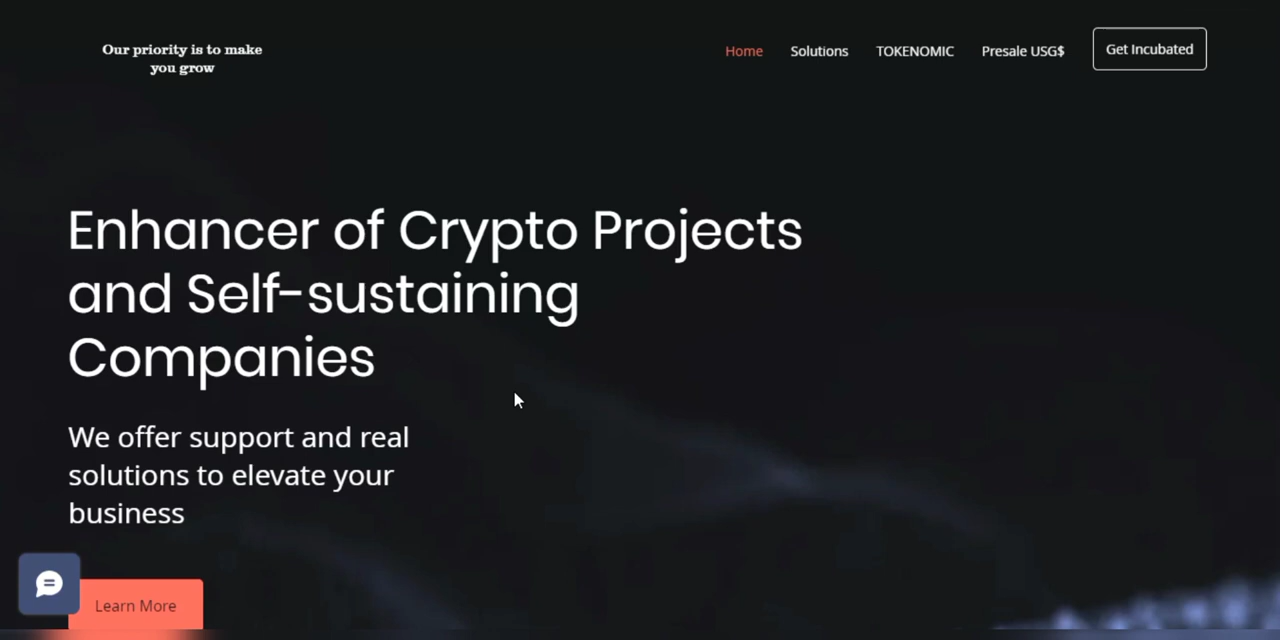 Our priority is to make
you grow
Home Solutions TOKENOMIC Presale USG$ Get Incubated
Enhancer of Crypto Projects
and Self-sustaining
Companies
We offer support and real
solutions to elevate your
business
Learn More